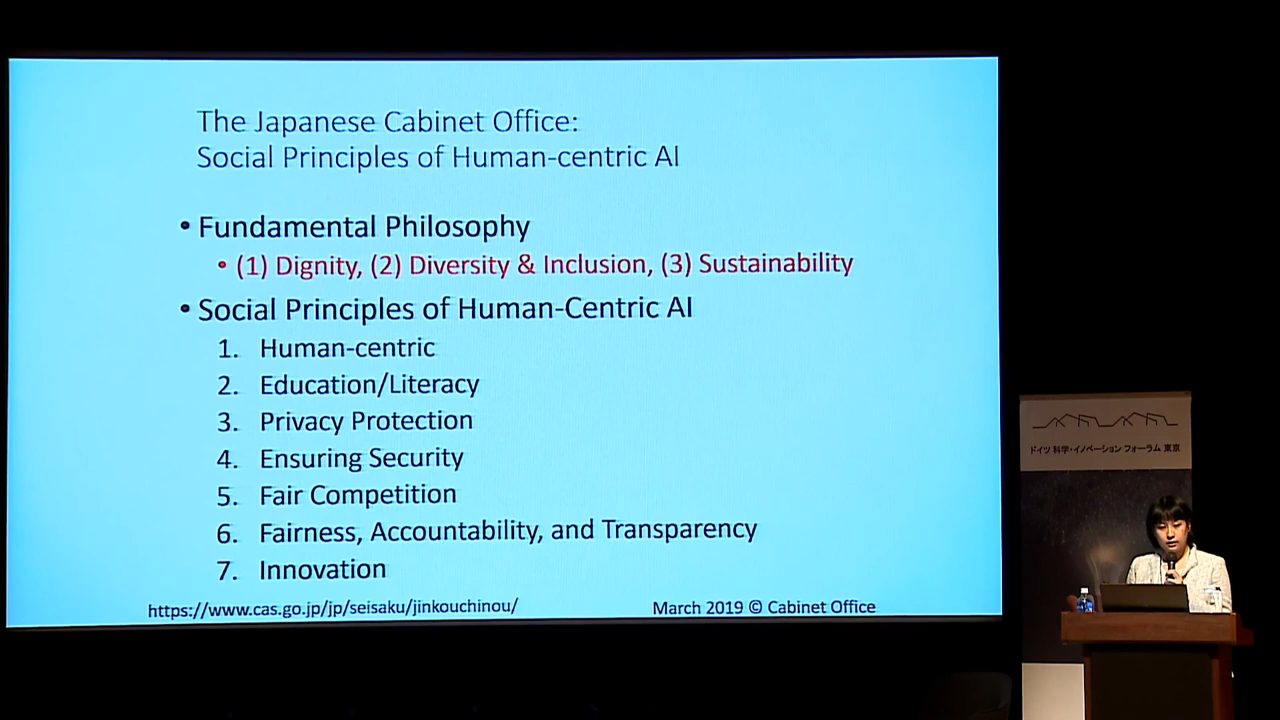 The Japanese Cabinet Office:
Social Principles of Human-centric AI
• Fundamental Philosophy
• (1) Dignity, (2) Diversity & Inclusion, (3) Sustainability
• Social Principles of Human-Centric AI
1. Human-centric
2. Education/Literacy
3. Privacy Protection
4. Ensuring Security
5. Fair Competition
6. Fairness, Accountability, and Transparency
7. Innovation
https://www.cas.go.jp/jp/seisaku/jinkouchinou/
March 2019 © Cabinet Office
ドイツ 科学・イノベーション フォーラム 東京